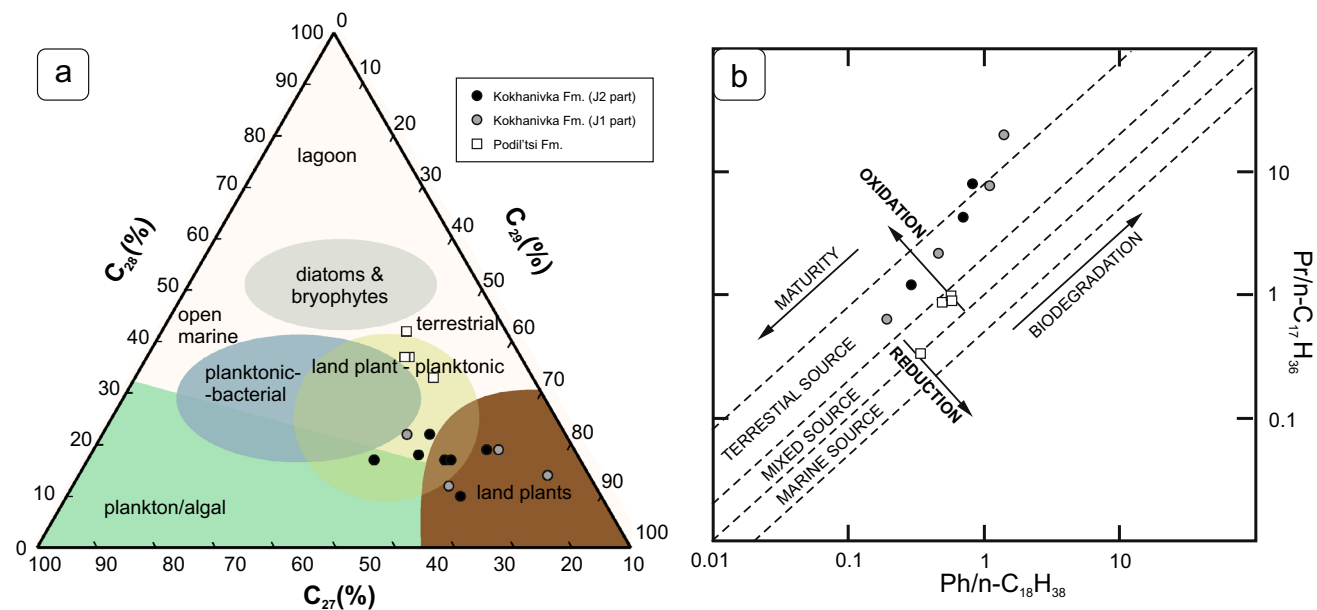 a
100
0
90
80
70
60
50
40
30
20
10
0
10
20
30
40
50
60
70
80
90
100
100
90
80
70
60
50
40
30
20
10
C₂₈(%)
C₂₉(%)
C₂₇(%)
lagoon
diatoms &
bryophytes
open
marine
terrestrial
planktonic-
-bacterial
land plant - planktonic
plankton/algal
land plants
Kokhanivka Fm. (J2 part)
Kokhanivka Fm. (J1 part)
Podil'tsi Fm.
b
OXIDATION
REDUCTION
MATURITY
BIODEGRADATION
TERRESTIAL SOURCE
MIXED SOURCE
MARINE SOURCE
10
1
0.1
Pr/n-C₁₇H₃₆
0.01
0.1
1
10
Ph/n-C₁₈H₃₈